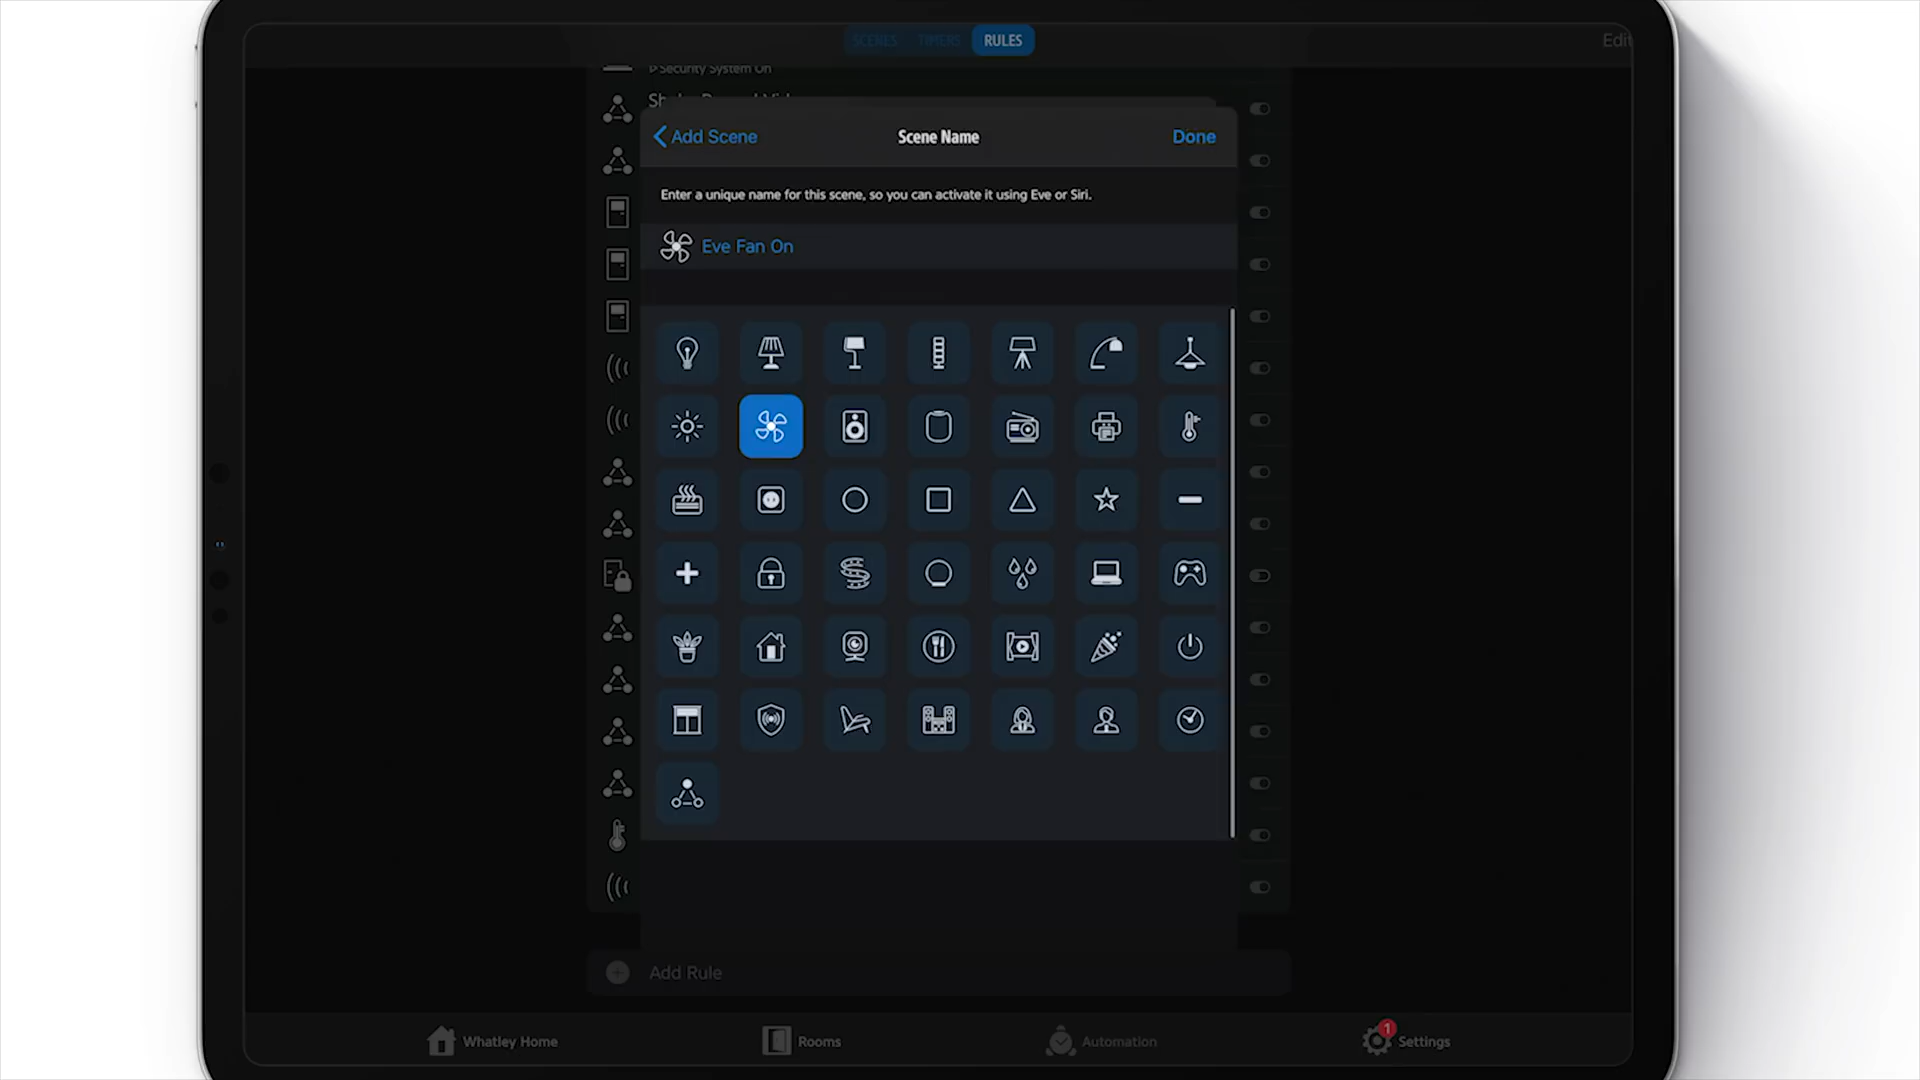 SCENES TIMERS RULES
Edit
Security System On
Add Scene
Scene Name
Done
Enter a unique name for this scene, so you can activate it using Eve or Siri.
Eve Fan On
Add Rule
Whatley Home
Rooms
Automation
1
Settings